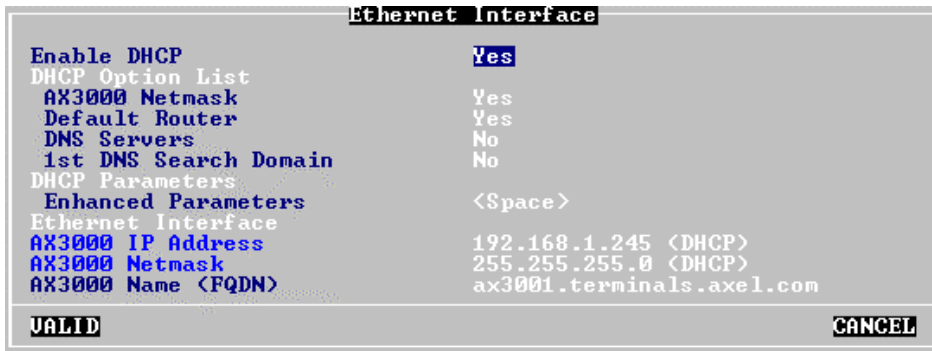 Ethernet Interface
Enable DHCP Yes
DHCP Option List
AX3000 Netmask Yes
Default Router Yes
DNS Servers No
1st DNS Search Domain No
DHCP Parameters
Enhanced Parameters <Space>
Ethernet Interface
AX3000 IP Address 192.168.1.245 (DHCP)
AX3000 Netmask 255.255.255.0 (DHCP)
AX3000 Name (FQDN) ax3001.terminals.axel.com
VALID CANCEL